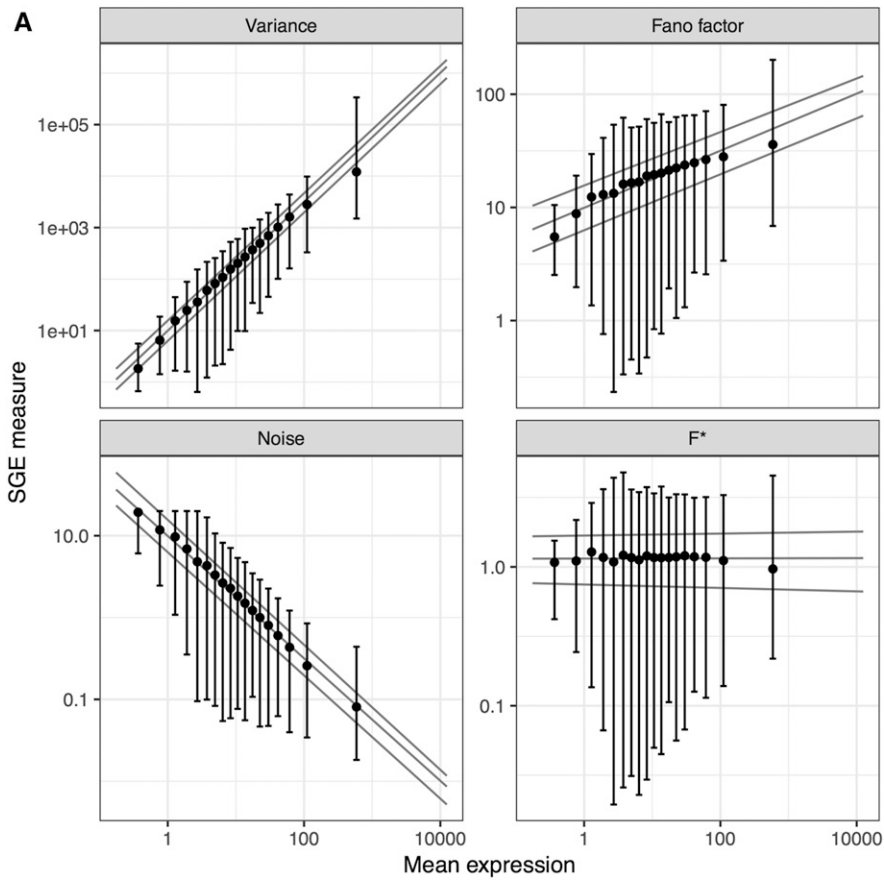 A
Variance
Fano factor
1e+05
1e+03
1e+01
100
10
1
SGE measure
Noise
F*
10.0
0.1
1.0
0.1
1
100
10000
1
100
10000
Mean expression